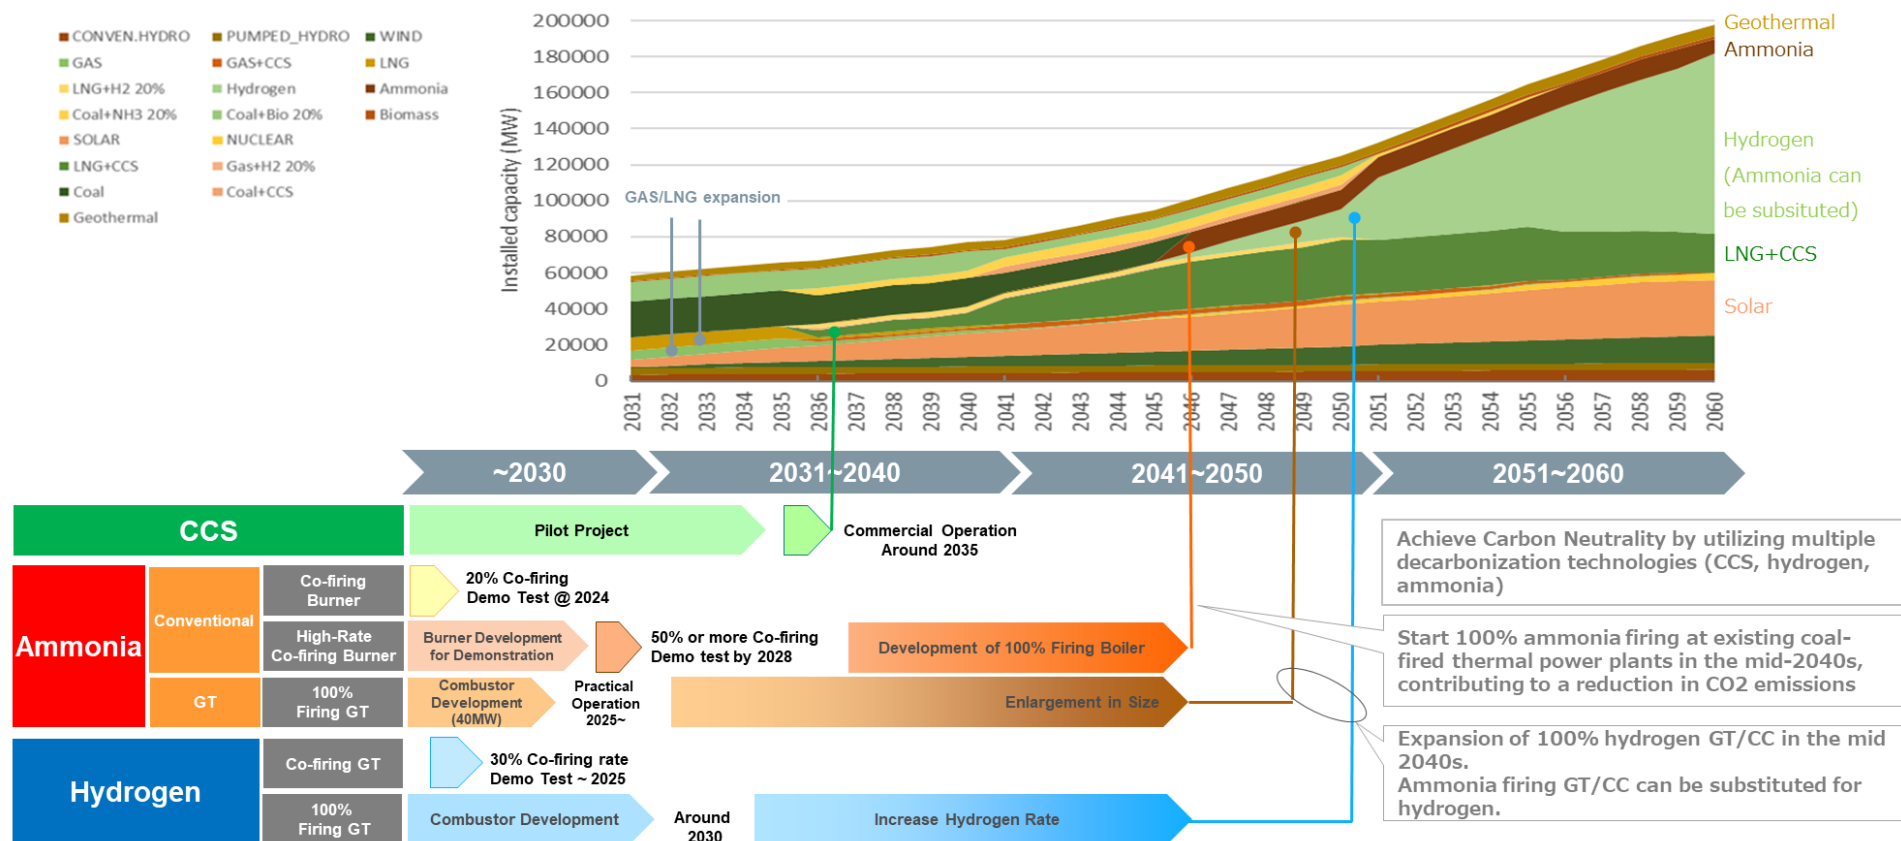 CONVEN.HYDRO
PUMPED_HYDRO
WIND
GAS
GAS+CCS
LNG
LNG+H2 20%
Hydrogen
Ammonia
Coal+NH3 20%
Coal+Bio 20%
Biomass
SOLAR
NUCLEAR
LNG+CCS
Gas+H2 20%
Coal
Coal+CCS
Geothermal
Installed capacity (MW)
200000
180000
160000
140000
120000
100000
80000
60000
40000
20000
0
GAS/LNG expansion
Geothermal
Ammonia
Hydrogen
(Ammonia can
be subsituted)
LNG+CCS
Solar
2031
2032
2033
2034
2035
2036
2037
2038
2039
2040
2041
2042
2043
2044
2045
2046
2047
2048
2049
2050
2051
2052
2053
2054
2055
2056
2057
2058
2059
2060
~2030
2031~2040
2041~2050
2051~2060
CCS
Pilot Project
Commercial Operation
Around 2035
Ammonia
Conventional
Co-firing
Burner
20% Co-firing
Demo Test @ 2024
High-Rate
Co-firing Burner
Burner Development
for Demonstration
50% or more Co-firing
Demo test by 2028
Development of 100% Firing Boiler
GT
100%
Firing GT
Combustor
Development
(40MW)
Practical
Operation
2025~
Enlargement in Size
Hydrogen
Co-firing GT
30% Co-firing rate
Demo Test ~ 2025
100%
Firing GT
Combustor Development
Around
2030
Increase Hydrogen Rate
Achieve Carbon Neutrality by utilizing multiple
decarbonization technologies (CCS, hydrogen,
ammonia)
Start 100% ammonia firing at existing coal-
fired thermal power plants in the mid-2040s,
contributing to a reduction in CO2 emissions
Expansion of 100% hydrogen GT/CC in the mid
2040s.
Ammonia firing GT/CC can be substituted for
hydrogen.